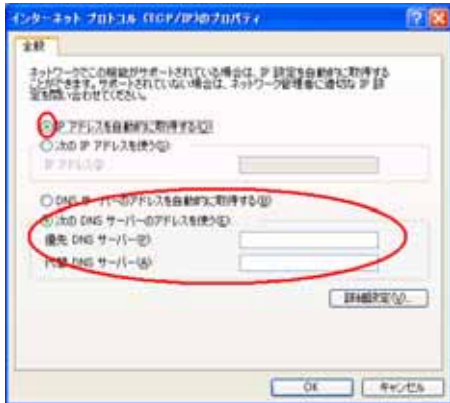 インターネット プロトコル (TCP/IP)のプロパティ
全般
ネットワークでこの機能がサポートされている場合は、IP 設定を自動的に取得する
ことができます。サポートされていない場合は、ネットワーク管理者に適切な IP 設
定を問い合わせてください。
IP アドレスを自動的に取得する(O)
次の IP アドレスを使う(S):
IP アドレス(I):
DNS サーバーのアドレスを自動的に取得する(B)
次の DNS サーバーのアドレスを使う(E):
優先 DNS サーバー(P):
代替 DNS サーバー(A):
詳細設定(V)...
OK
キャンセル